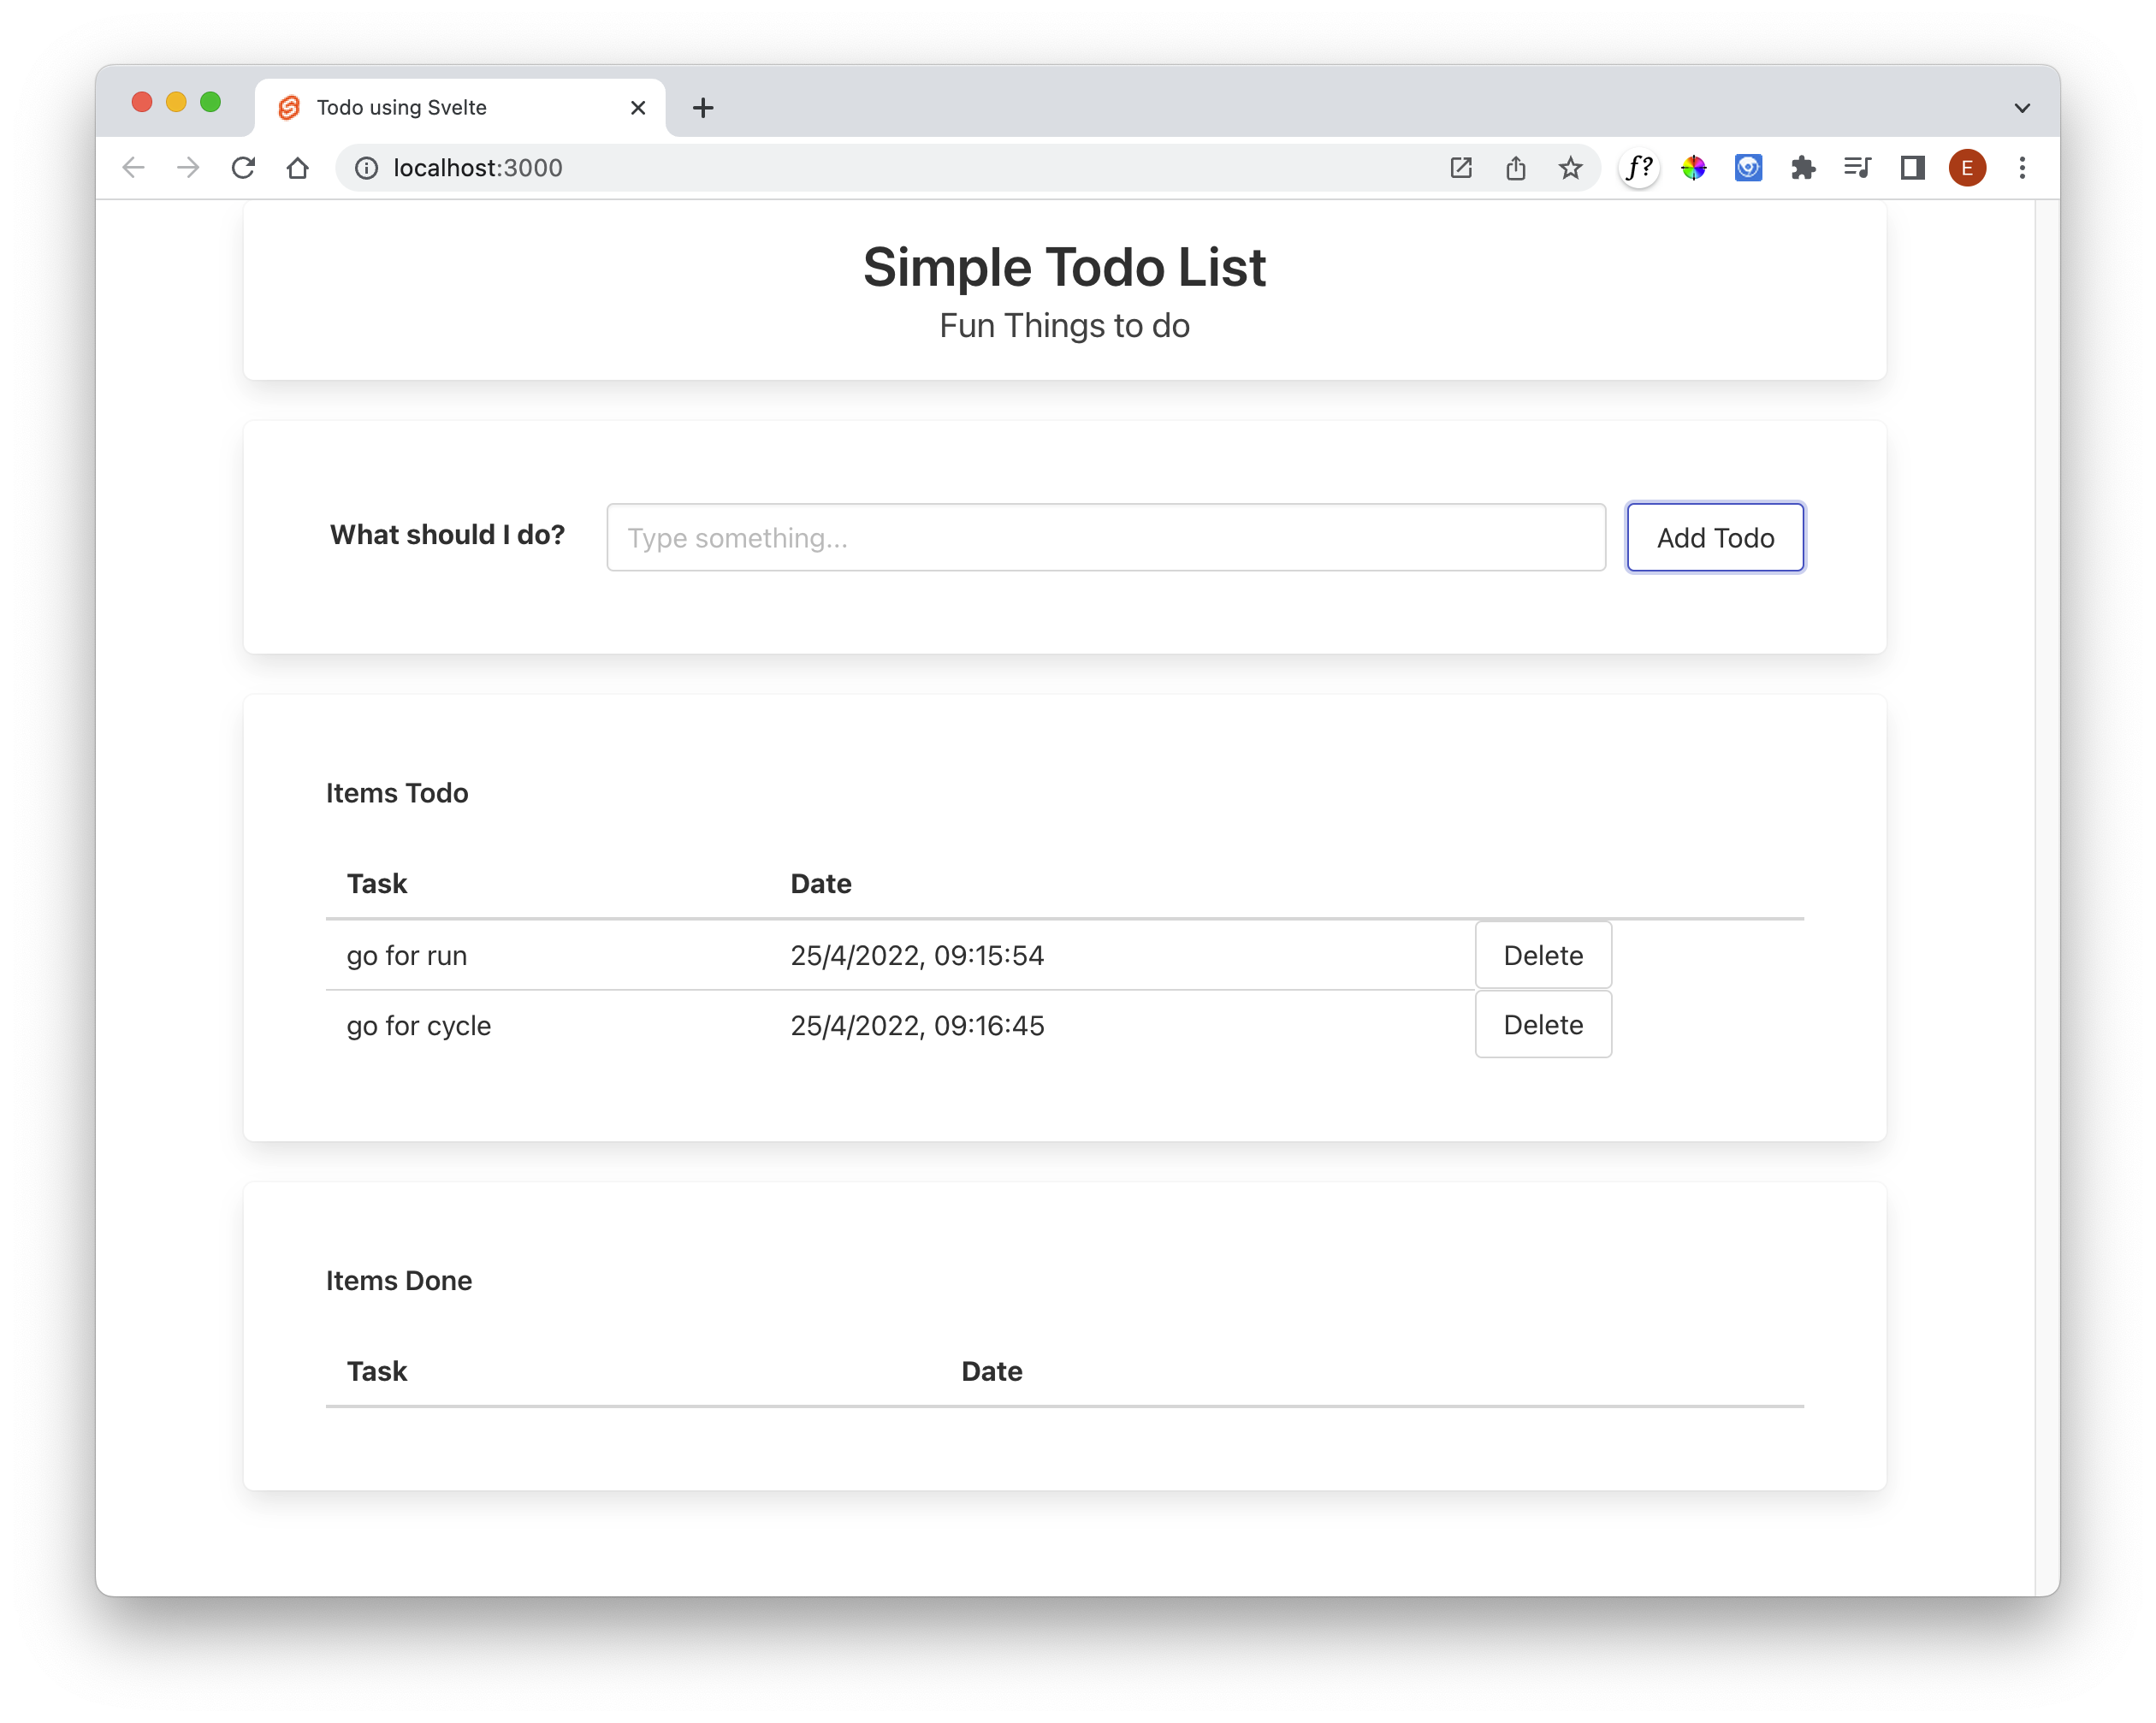 Todo using Svelte
localhost:3000
f?
E
Simple Todo List
Fun Things to do
What should I do? Type something... Add Todo
Items Todo
Task Date
go for run 25/4/2022, 09:15:54 Delete
go for cycle 25/4/2022, 09:16:45 Delete
Items Done
Task Date